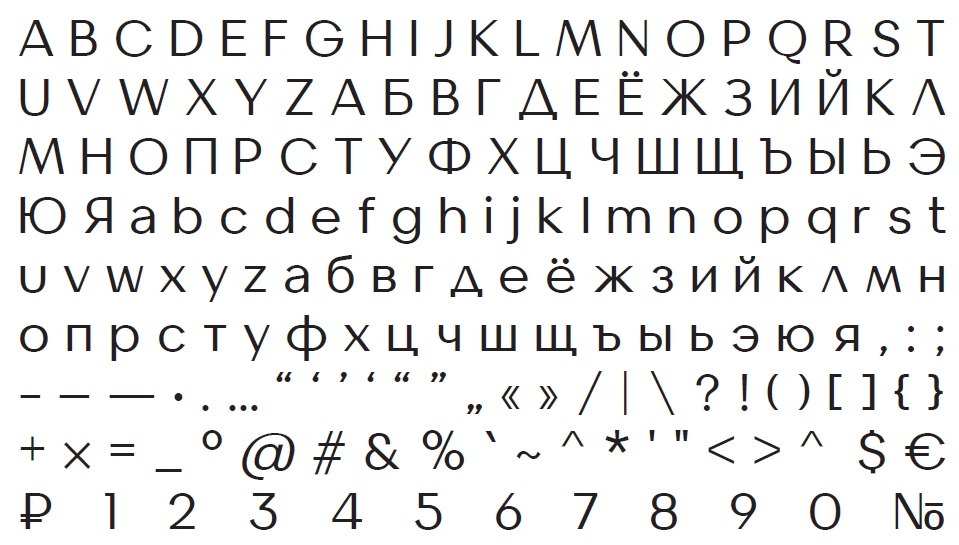 A B C D E F G H I J K L M N O P Q R S T
U V W X Y Z А Б В Г Д Е Ё Ж З И Й К Л
М Н О П Р С Т У Ф Х Ц Ч Ш Щ Ъ Ы Ь Э
Ю Я a b c d e f g h i j k l m n o p q r s t
u v w x y z а б в г д е ё ж з и й к л м н
о п р с т у ф х ц ч ш щ ъ ы ь э ю я , : ;
– — — · . … “ ‘ ’ ‘ “ ” „ « » / | \ ? ! ( ) [ ] { }
+ × = _ ° @ # & % ` ~ ^ * ' " < > ^ $ €
₽ 1 2 3 4 5 6 7 8 9 0 №